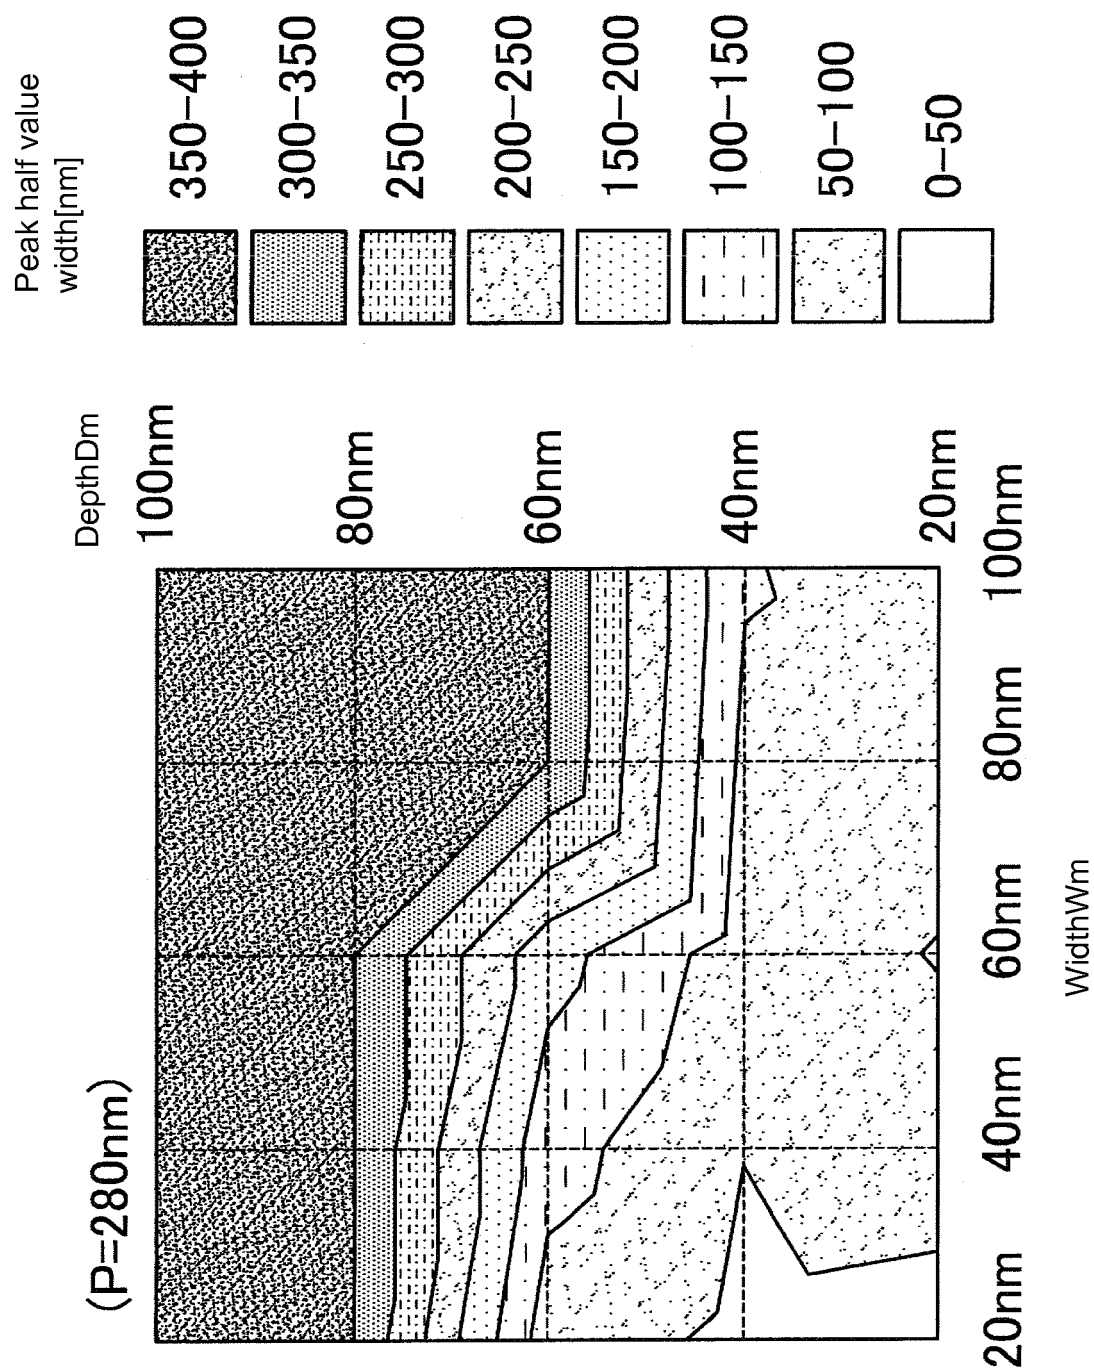 (P=280nm)
DepthDm
100nm
80nm
60nm
40nm
20nm
20nm
40nm
60nm
80nm
100nm
WidthWm
Peak half value
width[nm]
350–400
300–350
250–300
200–250
150–200
100–150
50–100
0–50